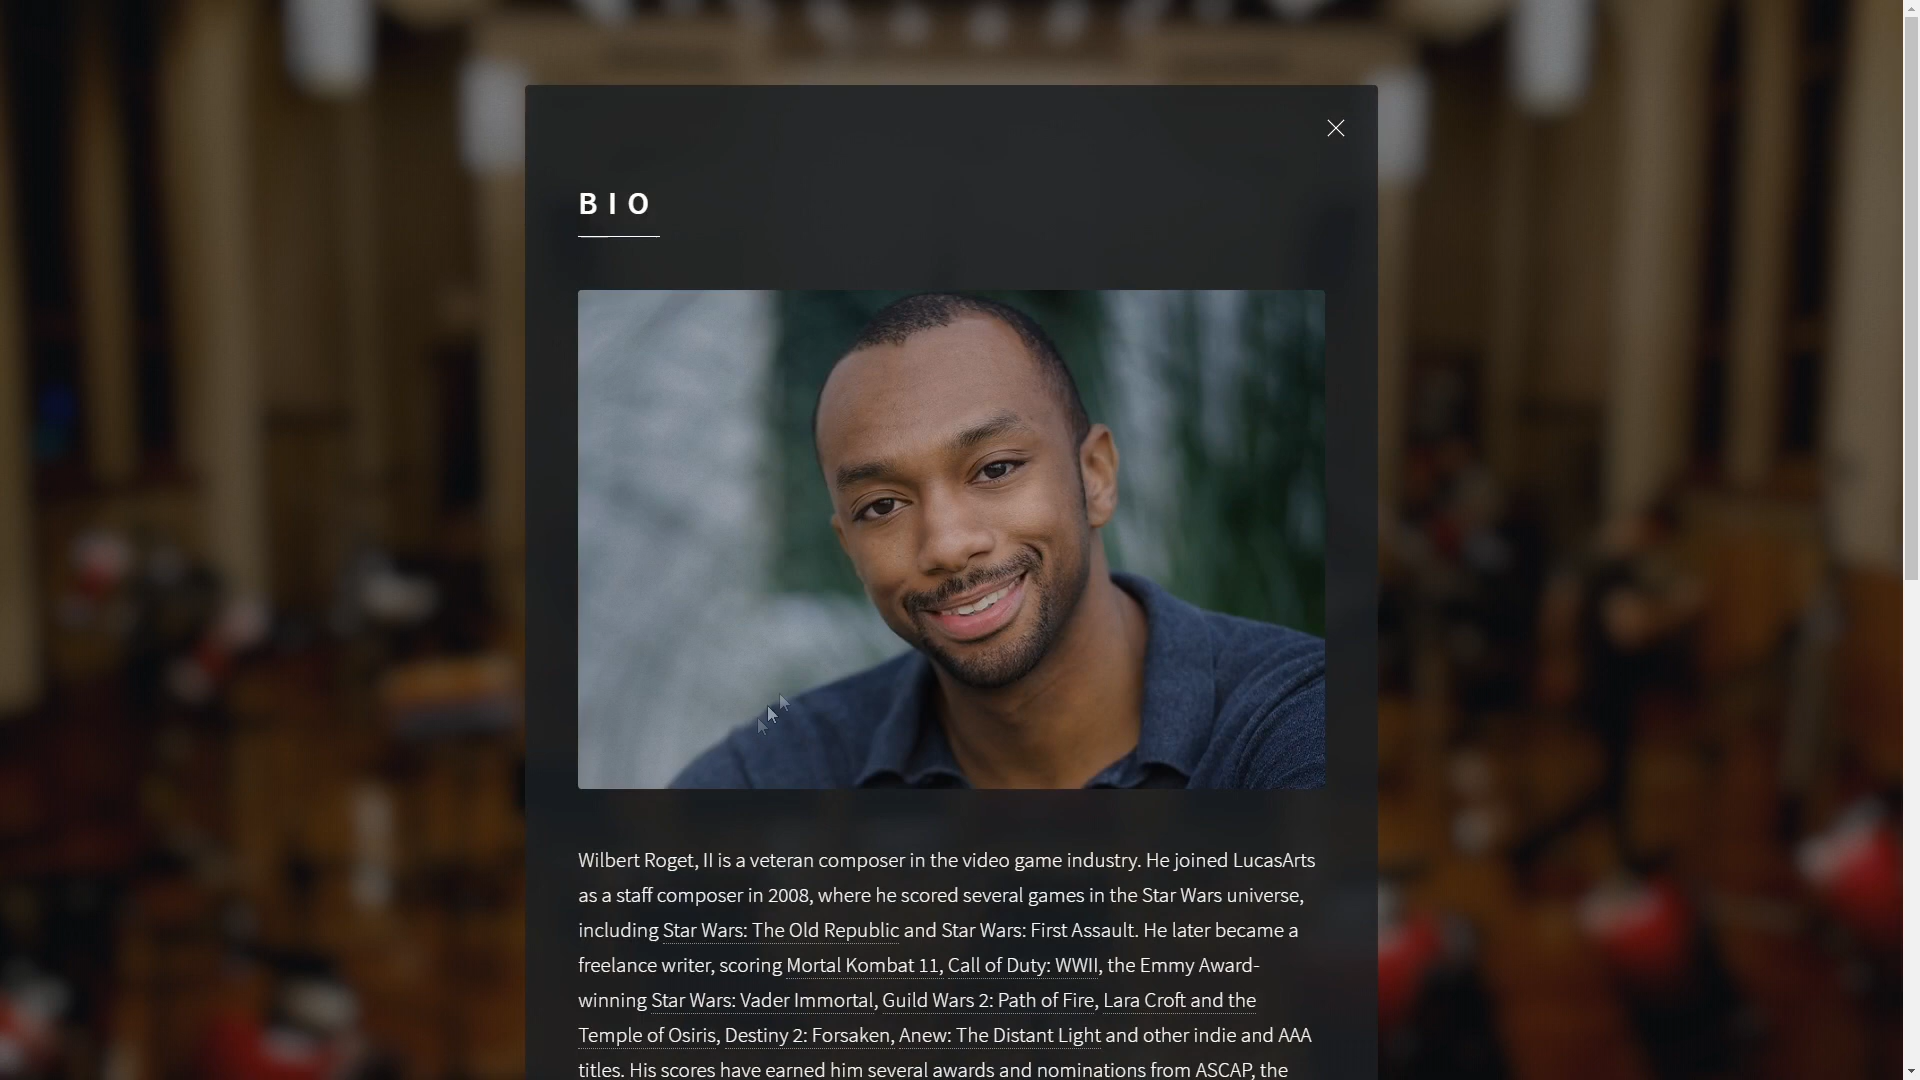 BIO
Wilbert Roget, II is a veteran composer in the video game industry. He joined LucasArts
as a staff composer in 2008, where he scored several games in the Star Wars universe,
including Star Wars: The Old Republic and Star Wars: First Assault. He later became a
freelance writer, scoring Mortal Kombat 11, Call of Duty: WWII, the Emmy Award-
winning Star Wars: Vader Immortal, Guild Wars 2: Path of Fire, Lara Croft and the
Temple of Osiris, Destiny 2: Forsaken, Anew: The Distant Light and other indie and AAA
titles. His scores have earned him several awards and nominations from ASCAP, the